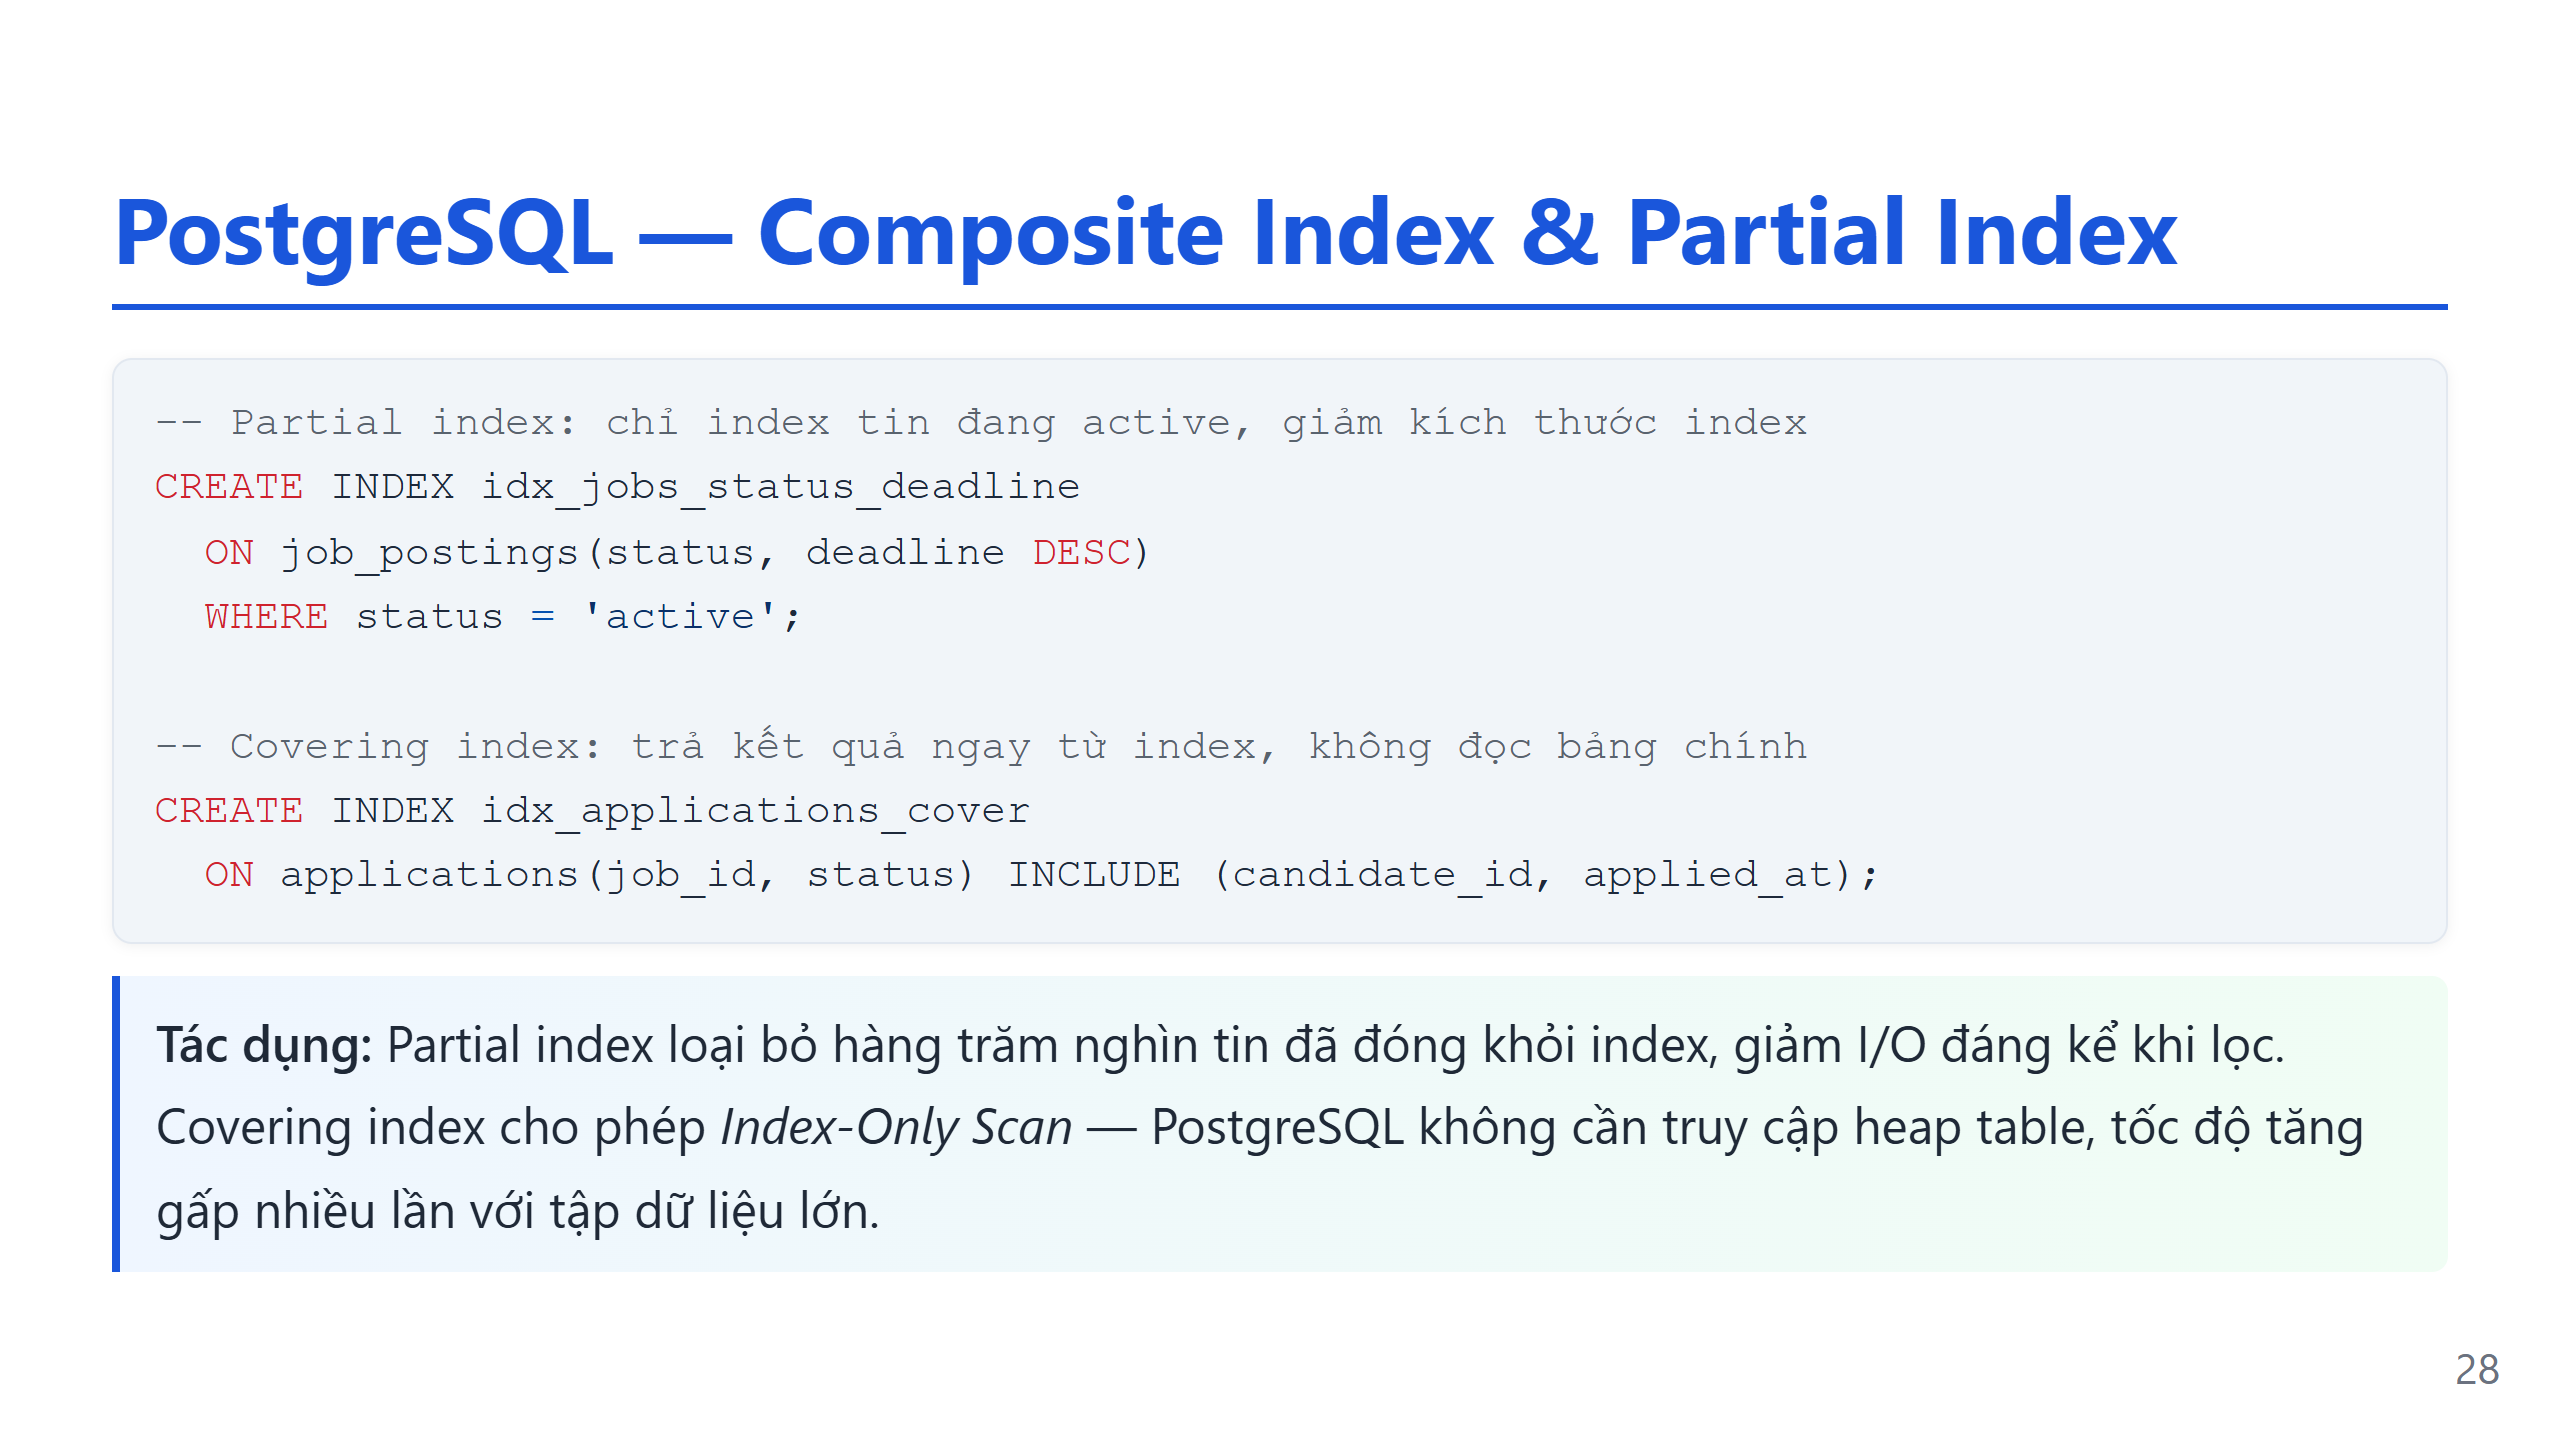 PostgreSQL — Composite Index & Partial Index
-- Partial index: chỉ index tin đang active, giảm kích thước index
CREATE INDEX idx_jobs_status_deadline
  ON job_postings(status, deadline DESC)
  WHERE status = 'active';
-- Covering index: trả kết quả ngay từ index, không đọc bảng chính
CREATE INDEX idx_applications_cover
  ON applications(job_id, status) INCLUDE (candidate_id, applied_at);
Tác dụng: Partial index loại bỏ hàng trăm nghìn tin đã đóng khỏi index, giảm I/O đáng kể khi lọc.
Covering index cho phép Index-Only Scan — PostgreSQL không cần truy cập heap table, tốc độ tăng
gấp nhiều lần với tập dữ liệu lớn.
28